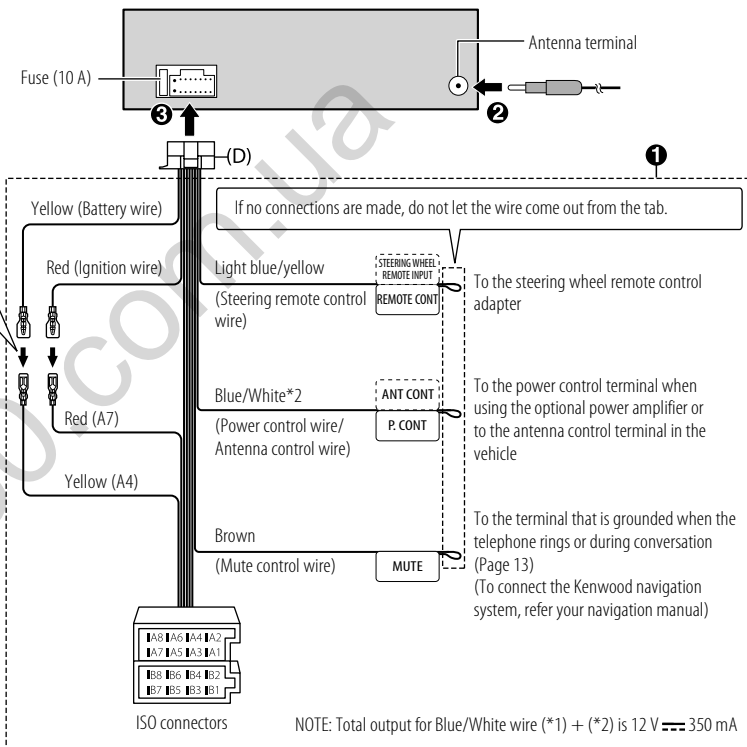 Antenna terminal
Fuse (10 A)
❸
❷
(D)
❶
Yellow (Battery wire)
If no connections are made, do not let the wire come out from the tab.
Red (Ignition wire)
Light blue/yellow
(Steering remote control
wire)
STEERING WHEEL
REMOTE INPUT
REMOTE CONT
To the steering wheel remote control
adapter
Blue/White*2
(Power control wire/
Antenna control wire)
ANT CONT
P. CONT
To the power control terminal when
using the optional power amplifier or
to the antenna control terminal in the
vehicle
Red (A7)
Yellow (A4)
Brown
(Mute control wire)
MUTE
To the terminal that is grounded when the
telephone rings or during conversation
(Page 13)
(To connect the Kenwood navigation
system, refer your navigation manual)
A8 A6 A4 A2
A7 A5 A3 A1
B8 B6 B4 B2
B7 B5 B3 B1
ISO connectors
NOTE: Total output for Blue/White wire (*1) + (*2) is 12 V ⎓ 350 mA
.com.ua